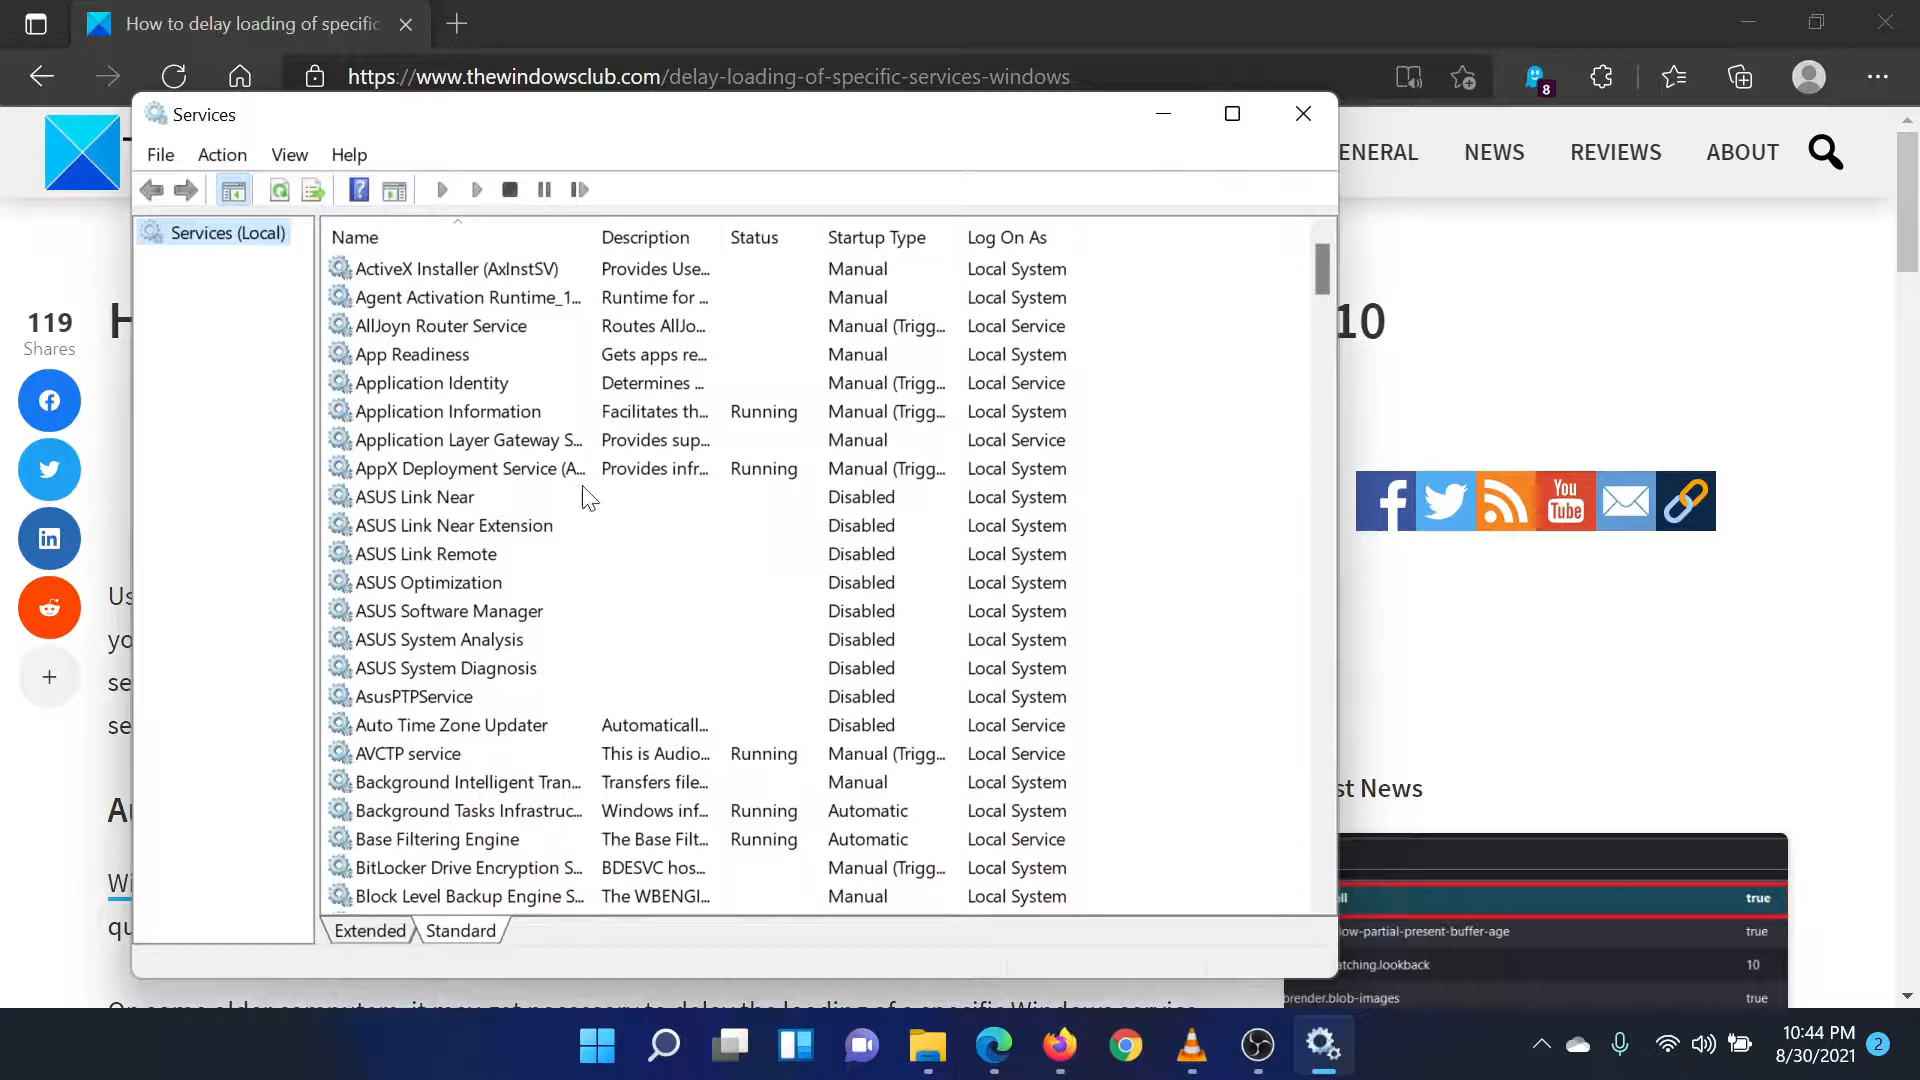 How to delay loading of specific
https://www.thewindowsclub.com/delay-loading-of-specific-services-windows
8
Services
File Action View Help
ENERAL NEWS REVIEWS ABOUT
Services (Local)
Name Description Status Startup Type Log On As
ActiveX Installer (AxInstSV) Provides Use... Manual Local System
Agent Activation Runtime_1... Runtime for ... Manual Local System
AllJoyn Router Service Routes AllJo... Manual (Trigg... Local Service
App Readiness Gets apps re... Manual Local System
Application Identity Determines ... Manual (Trigg... Local Service
Application Information Facilitates th... Running Manual (Trigg... Local System
Application Layer Gateway S... Provides sup... Manual Local Service
AppX Deployment Service (A... Provides infr... Running Manual (Trigg... Local System
ASUS Link Near Disabled Local System
ASUS Link Near Extension Disabled Local System
ASUS Link Remote Disabled Local System
ASUS Optimization Disabled Local System
ASUS Software Manager Disabled Local System
ASUS System Analysis Disabled Local System
ASUS System Diagnosis Disabled Local System
AsusPTPService Disabled Local System
Auto Time Zone Updater Automaticall... Disabled Local Service
AVCTP service This is Audio... Running Manual (Trigg... Local Service
Background Intelligent Tran... Transfers file... Manual Local System
Background Tasks Infrastruc... Windows inf... Running Automatic Local System
Base Filtering Engine The Base Filt... Running Automatic Local Service
BitLocker Drive Encryption S... BDESVC hos... Manual (Trigg... Local System
Block Level Backup Engine S... The WBENGI... Manual Local System
Extended Standard
119
Shares
H
10
Us
yo
se
se
Wi
qu
You
Tube
st News
ll true
low-partial-present-buffer-age true
atching.lookback 10
render.blob-images true
10:44 PM
8/30/2021
2